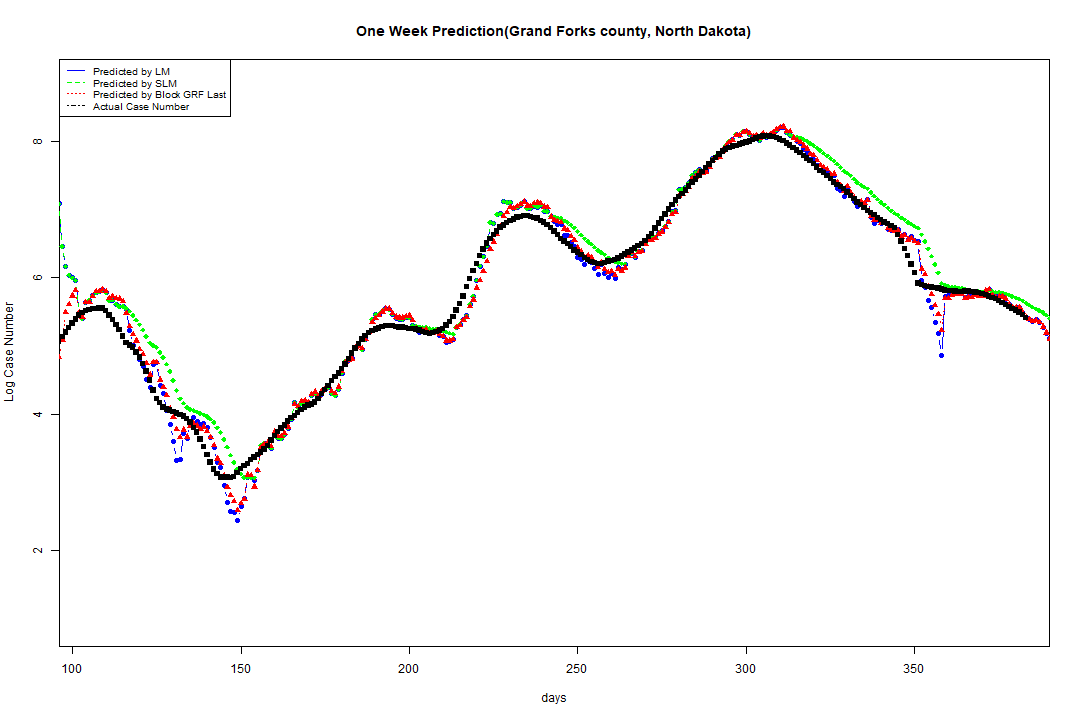 One Week Prediction(Grand Forks county, North Dakota)
Predicted by LM
Predicted by SLM
Predicted by Block GRF Last
Actual Case Number
8
6
4
2
Log Case Number
100 150 200 250 300 350
days